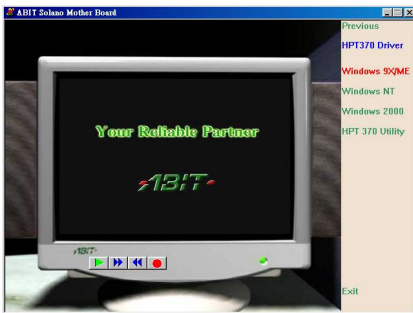 ABIT Solano Mother Board
Previous
HPT370 Driver
Windows 9X/ME
Windows NT
Windows 2000
HPT 370 Utility
Your Reliable Partner
ABIT
ABIT
Exit